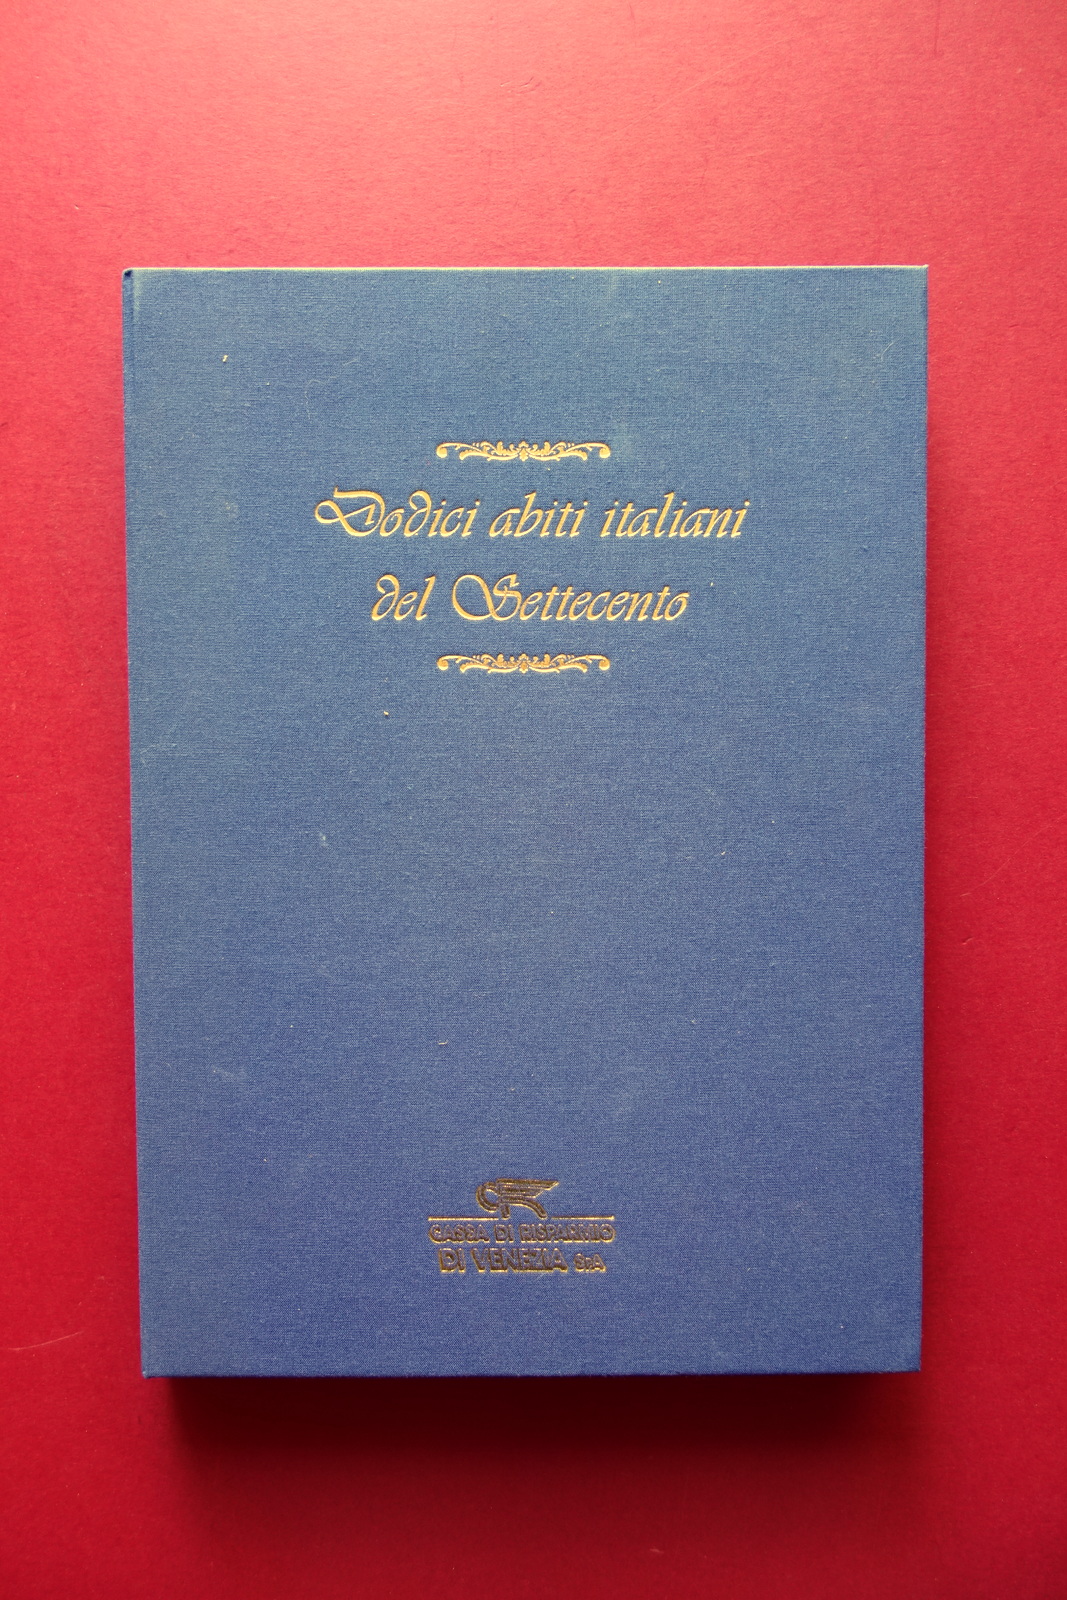 Dodici abiti italiani
del Settecento
CASSA DI RISPARMIO
DI VENEZIA SpA